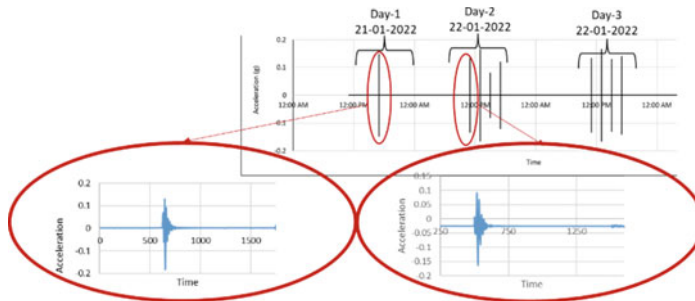 Day-1
21-01-2022
Day-2
22-01-2022
Day-3
22-01-2022
Acceleration (g)
0.2
0.1
0
0.1
0.2
12:00 AM
12:00 PM
12:00 AM
12:00 PM
12:00 AM
12:00 PM
12:00 AM
Time
Acceleration
0.2
0.1
0
-0.1
0.2
0
500
1000
1500
Time
Acceleration
0.15
0.1
0.05
0
-0.05
-0.1
-0.15
0.2
250
750
1250
Time